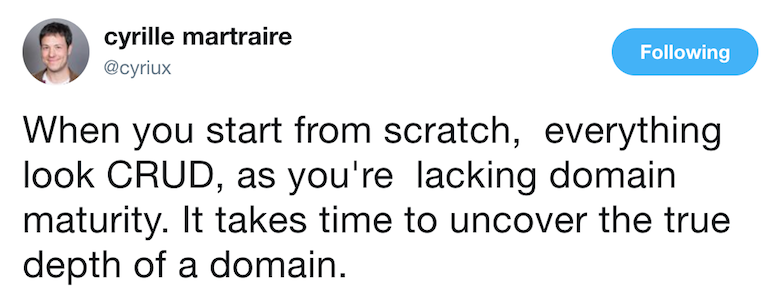 cyrille martraire
@cyriux
Following
When you start from scratch,  everything
look CRUD, as you're  lacking domain
maturity. It takes time to uncover the true
depth of a domain.